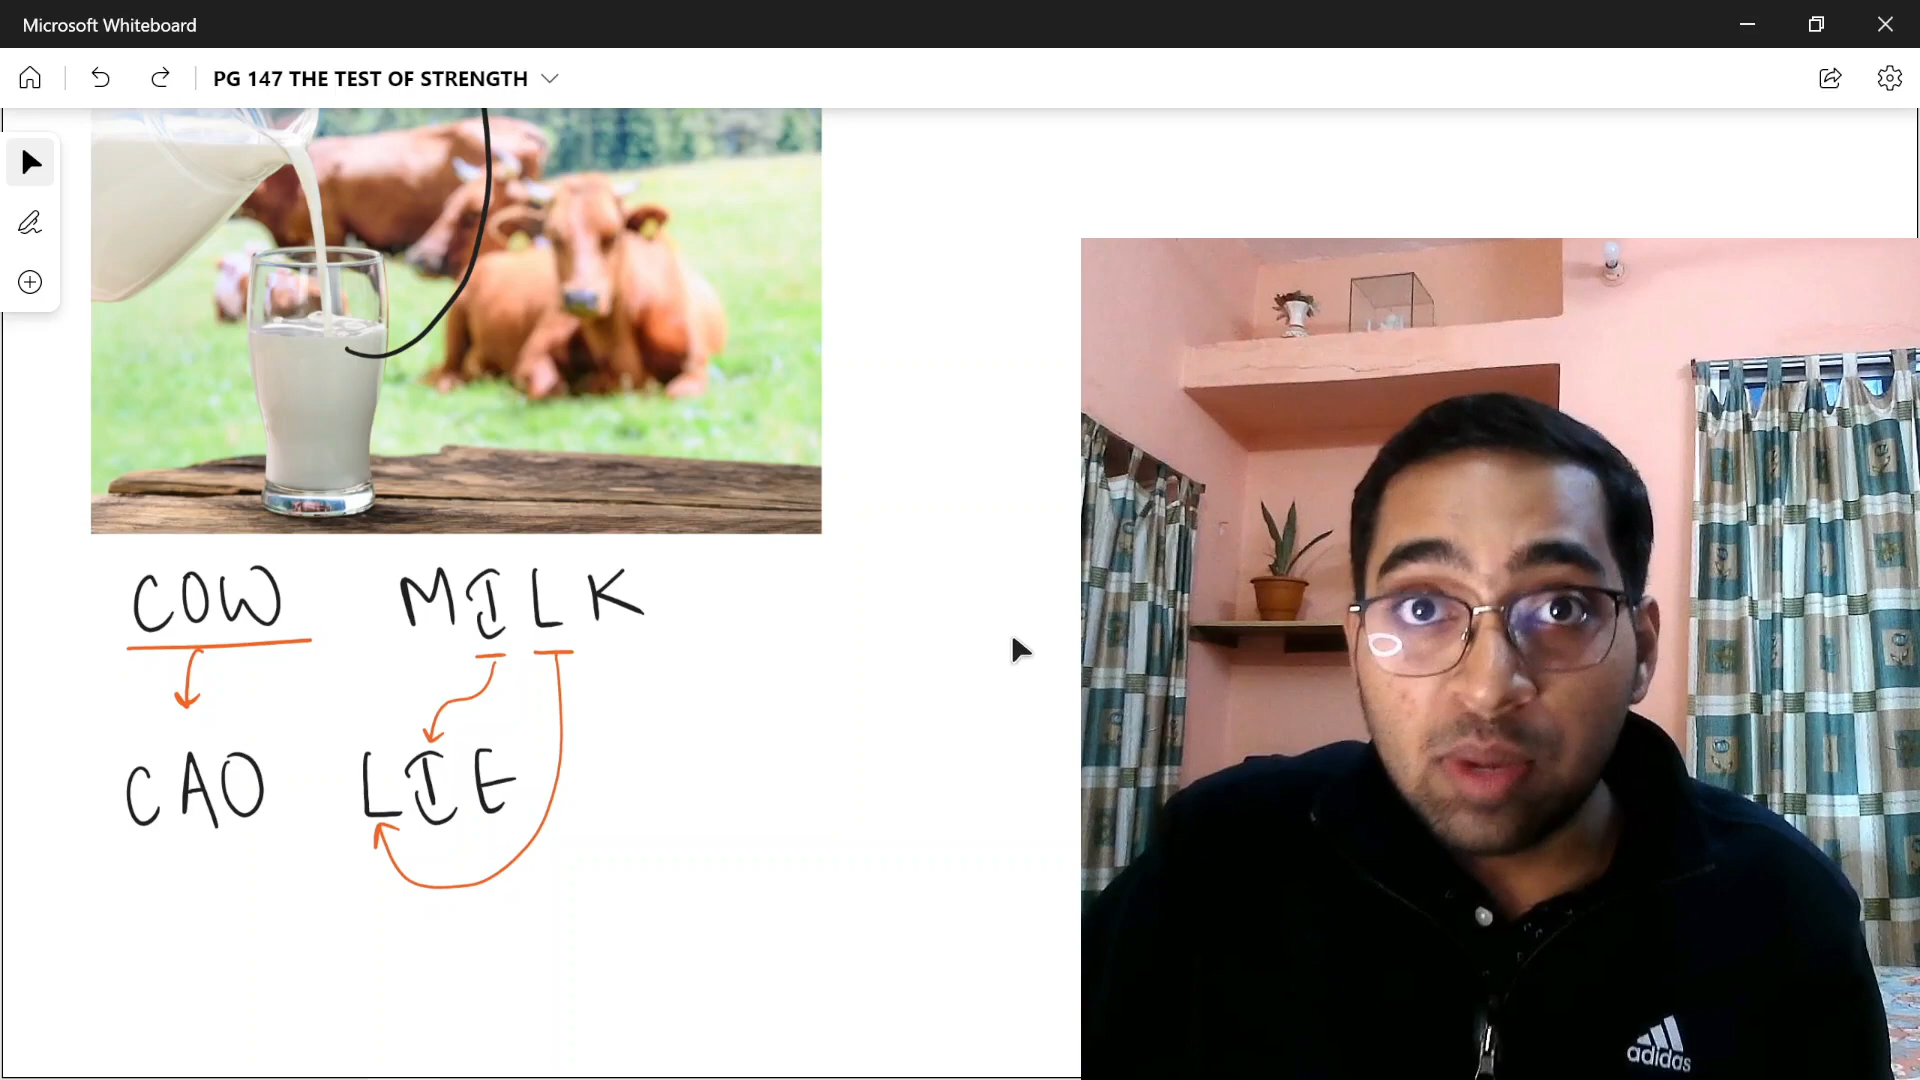 Microsoft Whiteboard
PG 147 THE TEST OF STRENGTH
COW MILK
CAO LIE
adidas